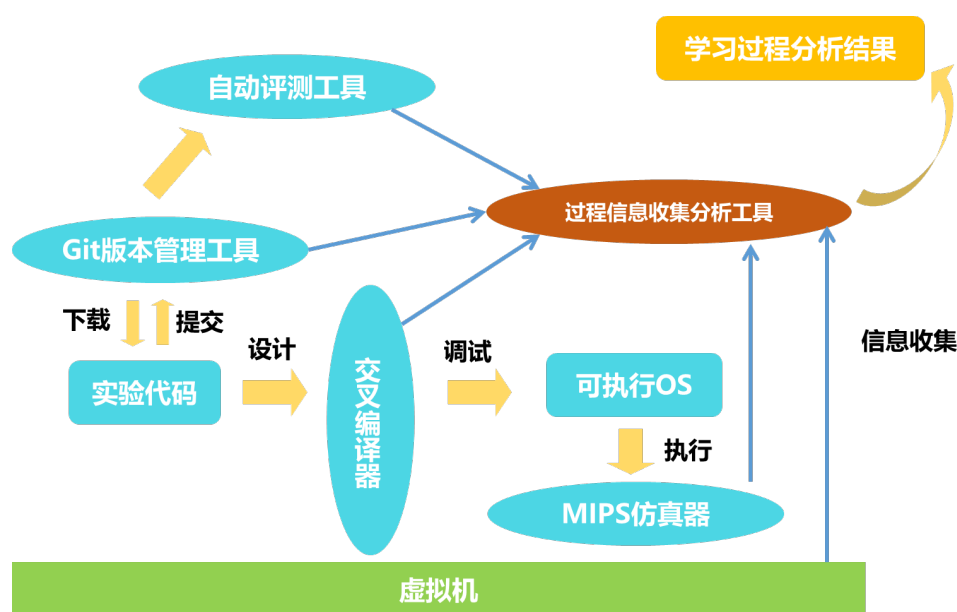 学习过程分析结果
自动评测工具
过程信息收集分析工具
Git版本管理工具
下载
提交
设计
调试
信息收集
实验代码
交叉编译器
可执行OS
执行
MIPS仿真器
虚拟机